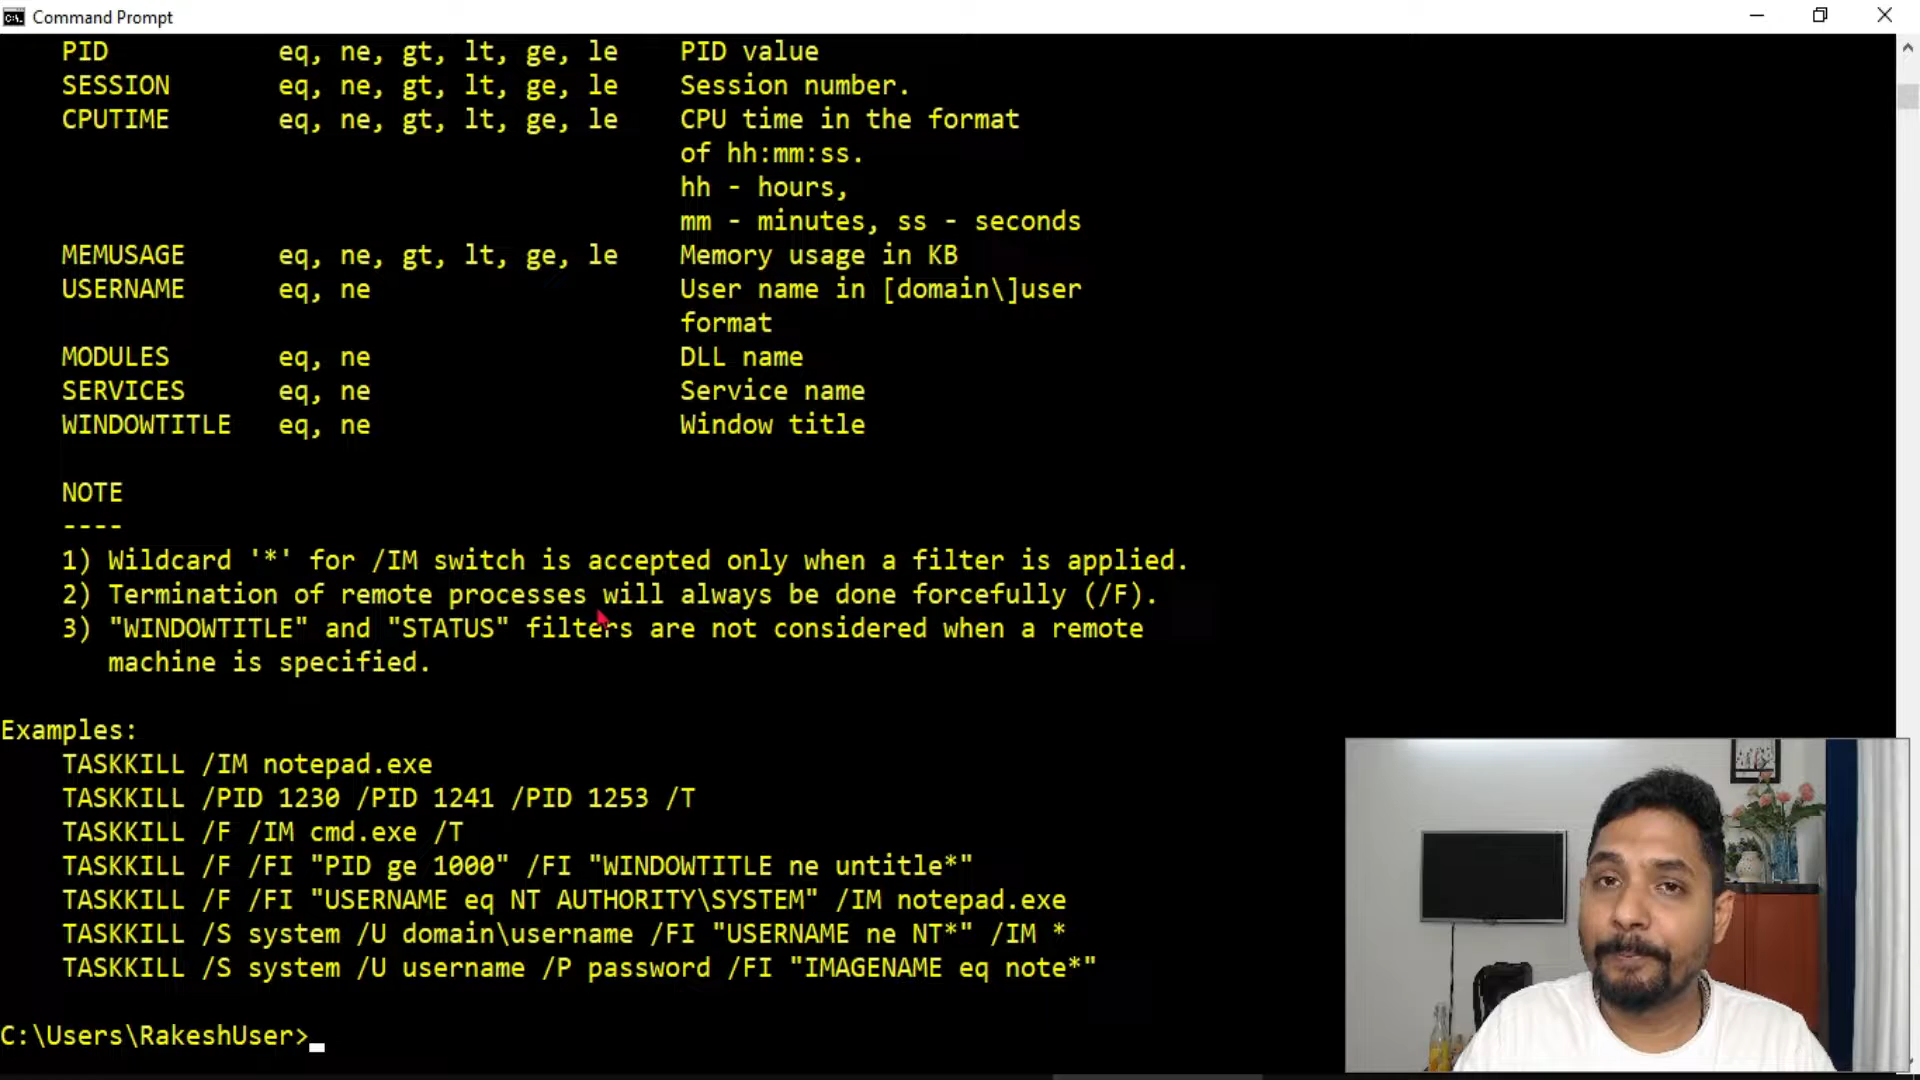 Command Prompt
PID eq, ne, gt, lt, ge, le PID value
SESSION eq, ne, gt, lt, ge, le Session number.
CPUTIME eq, ne, gt, lt, ge, le CPU time in the format
of hh:mm:ss.
hh - hours,
mm - minutes, ss - seconds
MEMUSAGE eq, ne, gt, lt, ge, le Memory usage in KB
USERNAME eq, ne User name in [domain\]user
format
MODULES eq, ne DLL name
SERVICES eq, ne Service name
WINDOWTITLE eq, ne Window title
NOTE
----
1) Wildcard '*' for /IM switch is accepted only when a filter is applied.
2) Termination of remote processes will always be done forcefully (/F).
3) "WINDOWTITLE" and "STATUS" filters are not considered when a remote
machine is specified.
Examples:
TASKKILL /IM notepad.exe
TASKKILL /PID 1230 /PID 1241 /PID 1253 /T
TASKKILL /F /IM cmd.exe /T
TASKKILL /F /FI "PID ge 1000" /FI "WINDOWTITLE ne untitle*"
TASKKILL /F /FI "USERNAME eq NT AUTHORITY\SYSTEM" /IM notepad.exe
TASKKILL /S system /U domain\username /FI "USERNAME ne NT*" /IM *
TASKKILL /S system /U username /P password /FI "IMAGENAME eq note*"
C:\Users\RakeshUser>